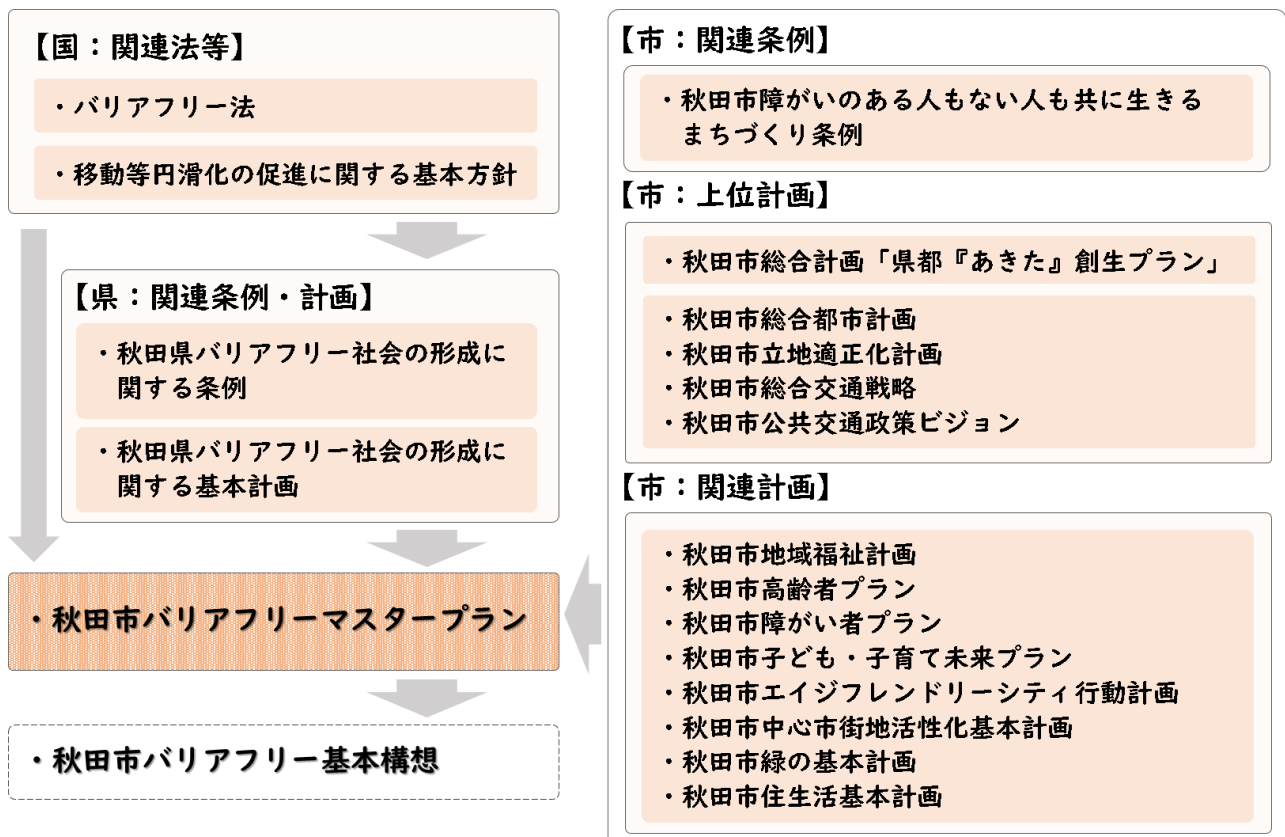 【国：関連法等】
・バリアフリー法
・移動等円滑化の促進に関する基本方針
【県：関連条例・計画】
・秋田県バリアフリー社会の形成に
関する条例
・秋田県バリアフリー社会の形成に
関する基本計画
・秋田市バリアフリーマスタープラン
・秋田市バリアフリー基本構想
【市：関連条例】
・秋田市障がいのある人もない人も共に生きる
まちづくり条例
【市：上位計画】
・秋田市総合計画「県都『あきた』創生プラン」
・秋田市総合都市計画
・秋田市立地適正化計画
・秋田市総合交通戦略
・秋田市公共交通政策ビジョン
【市：関連計画】
・秋田市地域福祉計画
・秋田市高齢者プラン
・秋田市障がい者プラン
・秋田市子ども・子育て未来プラン
・秋田市エイジフレンドリーシティ行動計画
・秋田市中心市街地活性化基本計画
・秋田市緑の基本計画
・秋田市住生活基本計画